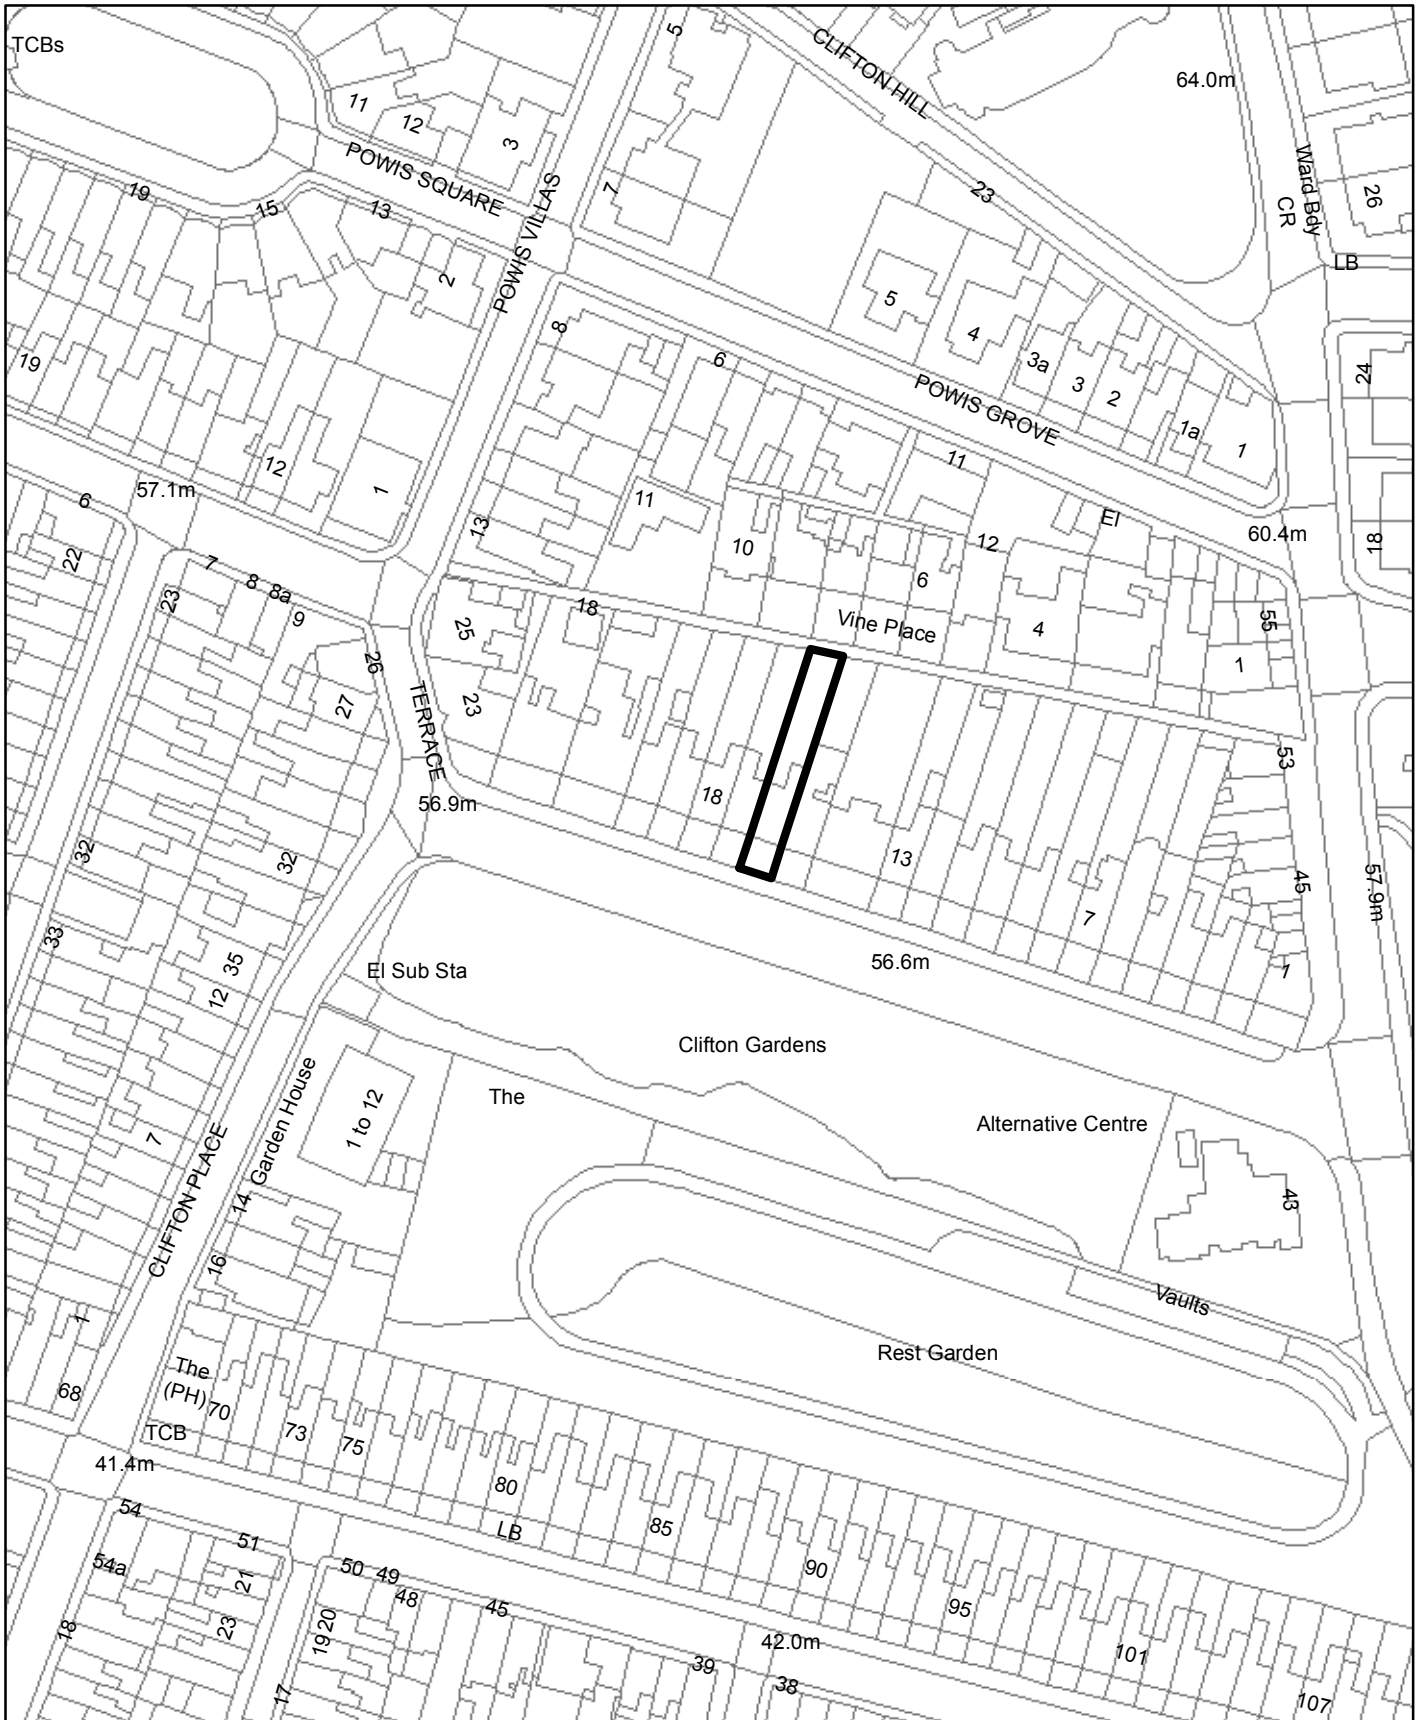 TCBs
5
CLIFTON HILL
64.0m
11
12
3
POWIS SQUARE
Ward Bdy
CR
26
19
15
13
7
23
LB
2
POWIS VILLAS
5
4
8
6
3a
3
2
24
19
POWIS GROVE
1a
1
12
1
11
57.1m
6
11
El
13
60.4m
18
22
10
12
7
8
8a
9
23
6
18
25
Vine Place
4
55
26
1
27
TERRACE
23
53
56.9m
18
32
32
13
45
57.9m
7
33
35
12
56.6m
1
El Sub Sta
Clifton Gardens
The
Garden House
1 to 12
Alternative Centre
7
CLIFTON PLACE
14
43
16
Vaults
1
Rest Garden
The
(PH)
68
70
73
75
TCB
41.4m
80
54
LB
85
51
50
49
54a
21
48
45
90
95
18
23
20
19
42.0m
101
39
38
17
107